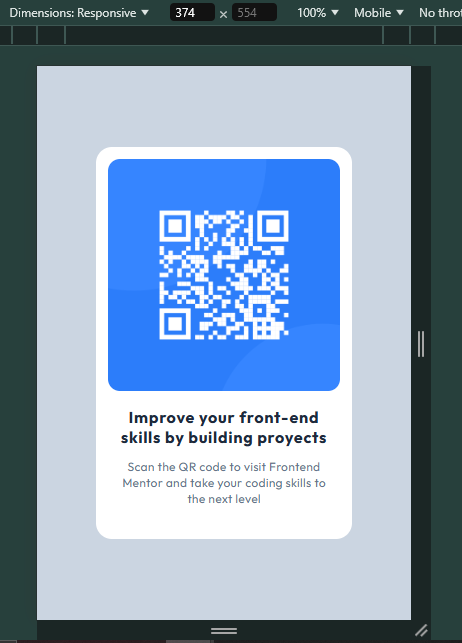 Dimensions: Responsive ▼ 374 × 554 100% ▼ Mobile ▼ No thro
Improve your front-end
skills by building proyects
Scan the QR code to visit Frontend
Mentor and take your coding skills to
the next level